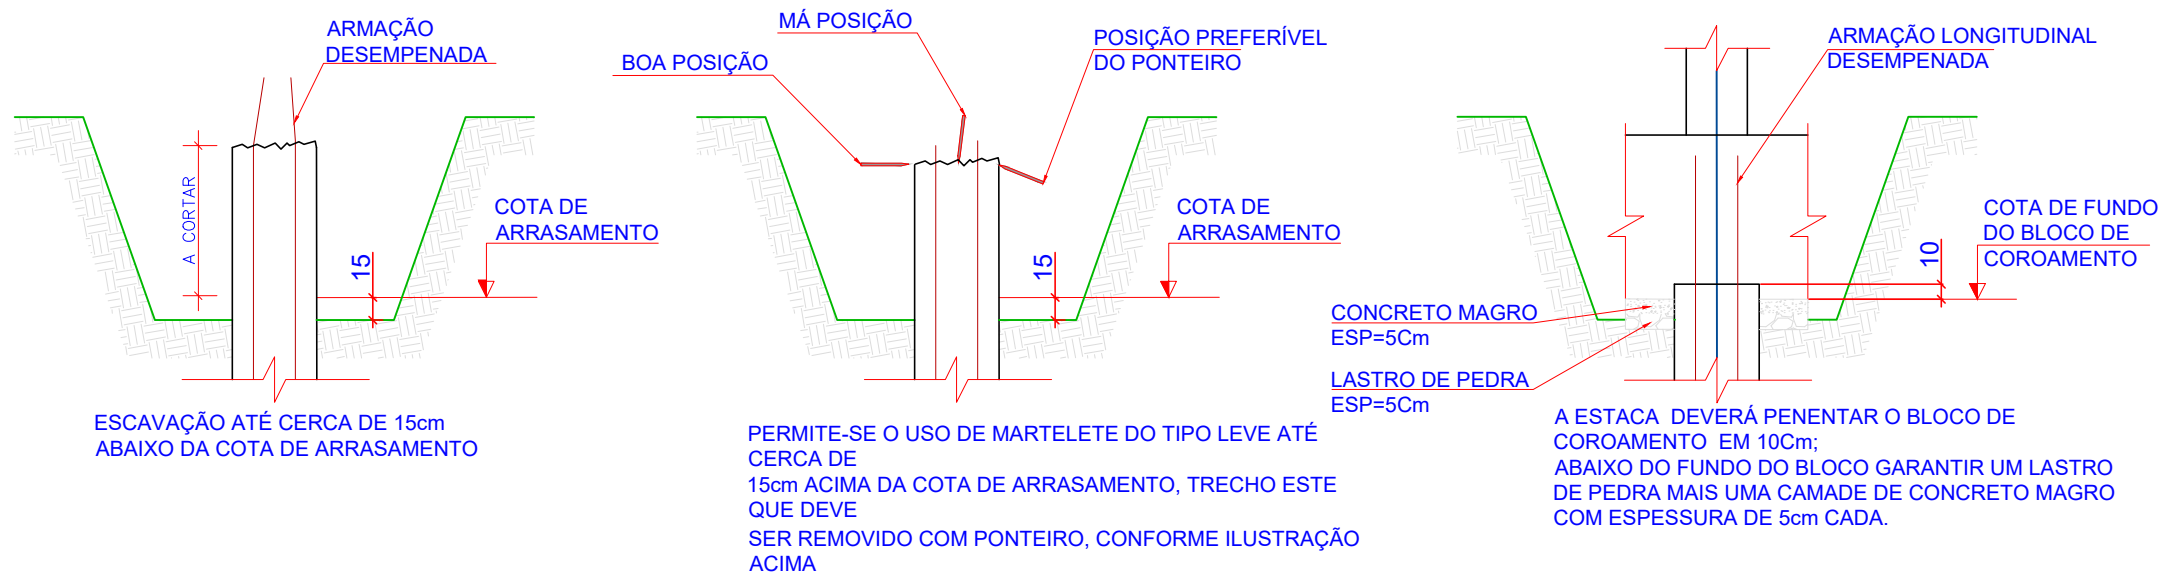 ARMAÇÃO
DESEMPENADA
A CORTAR
15
COTA DE
ARRASAMENTO
ESCAVAÇÃO ATÉ CERCA DE 15cm
ABAIXO DA COTA DE ARRASAMENTO
MÁ POSIÇÃO
BOA POSIÇÃO
POSIÇÃO PREFERÍVEL
DO PONTEIRO
15
COTA DE
ARRASAMENTO
PERMITE-SE O USO DE MARTELETE DO TIPO LEVE ATÉ
CERCA DE
15cm ACIMA DA COTA DE ARRASAMENTO, TRECHO ESTE
QUE DEVE
SER REMOVIDO COM PONTEIRO, CONFORME ILUSTRAÇÃO
ACIMA
ARMAÇÃO LONGITUDINAL
DESEMPENADA
COTA DE FUNDO
DO BLOCO DE
COROAMENTO
10
CONCRETO MAGRO
ESP=5Cm
LASTRO DE PEDRA
ESP=5Cm
A ESTACA DEVERÁ PENENTAR O BLOCO DE
COROAMENTO EM 10Cm;
ABAIXO DO FUNDO DO BLOCO GARANTIR UM LASTRO
DE PEDRA MAIS UMA CAMADE DE CONCRETO MAGRO
COM ESPESSURA DE 5cm CADA.